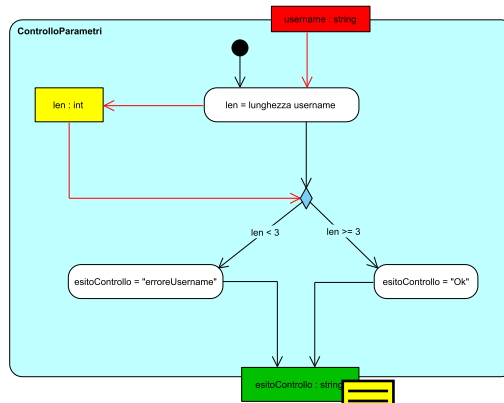 username : string
ControlloParametri
len : int
len = lunghezza username
len < 3
len >= 3
esitoControllo = "erroreUsername"
esitoControllo = "Ok"
esitoControllo : string